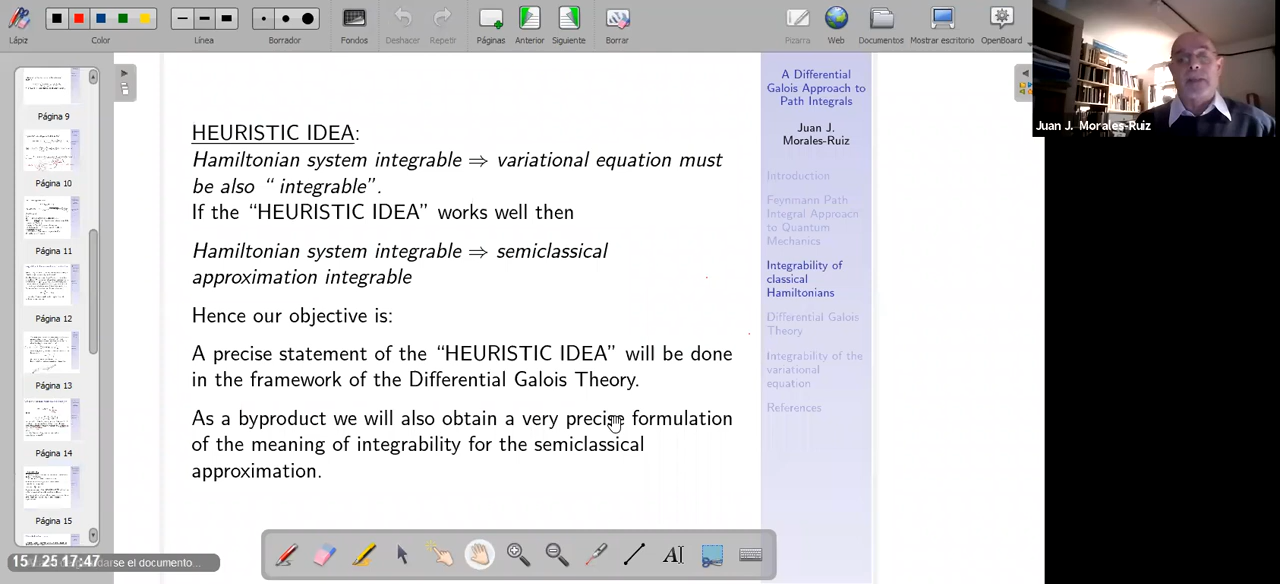 Lápiz
Color
Línea
Borrador
Fondos
Deshacer
Repetir
Páginas
Anterior
Siguiente
Borrar
Pizarra
Web
Documentos
Mostrar escritorio
OpenBoard
Página 9
Página 10
Página 11
Página 12
Página 13
Página 14
Página 15
15 / 25 17:47
darse el documento...
HEURISTIC IDEA:
Hamiltonian system integrable ⇒ variational equation must
be also “ integrable”.
If the “HEURISTIC IDEA” works well then
Hamiltonian system integrable ⇒ semiclassical
approximation integrable
Hence our objective is:
A precise statement of the “HEURISTIC IDEA” will be done
in the framework of the Differential Galois Theory.
As a byproduct we will also obtain a very precise formulation
of the meaning of integrability for the semiclassical
approximation.
A Differential
Galois Approach to
Path Integrals
Juan J.
Morales-Ruiz
Introduction
Feynmann Path
Integral Approach
to Quantum
Mechanics
Integrability of
classical
Hamiltonians
Differential Galois
Theory
Integrability of the
variational
equation
References
Juan J. Morales-Ruiz